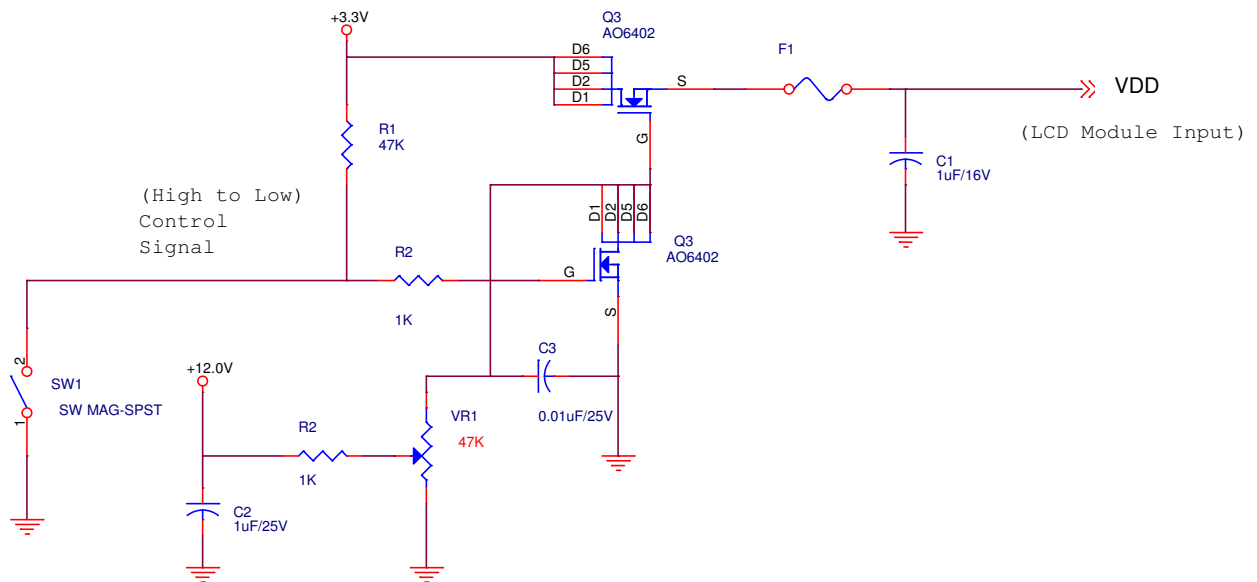 +3.3V
Q3
AO6402
D6
D5
D2
D1
S
G
F1
VDD
(LCD Module Input)
R1
47K
C1
1uF/16V
(High to Low)
Control
Signal
D1
D2
D5
D6
Q3
AO6402
R2
G
1K
S
2
SW1
SW MAG-SPST
1
+12.0V
C3
0.01uF/25V
VR1
47K
R2
1K
C2
1uF/25V